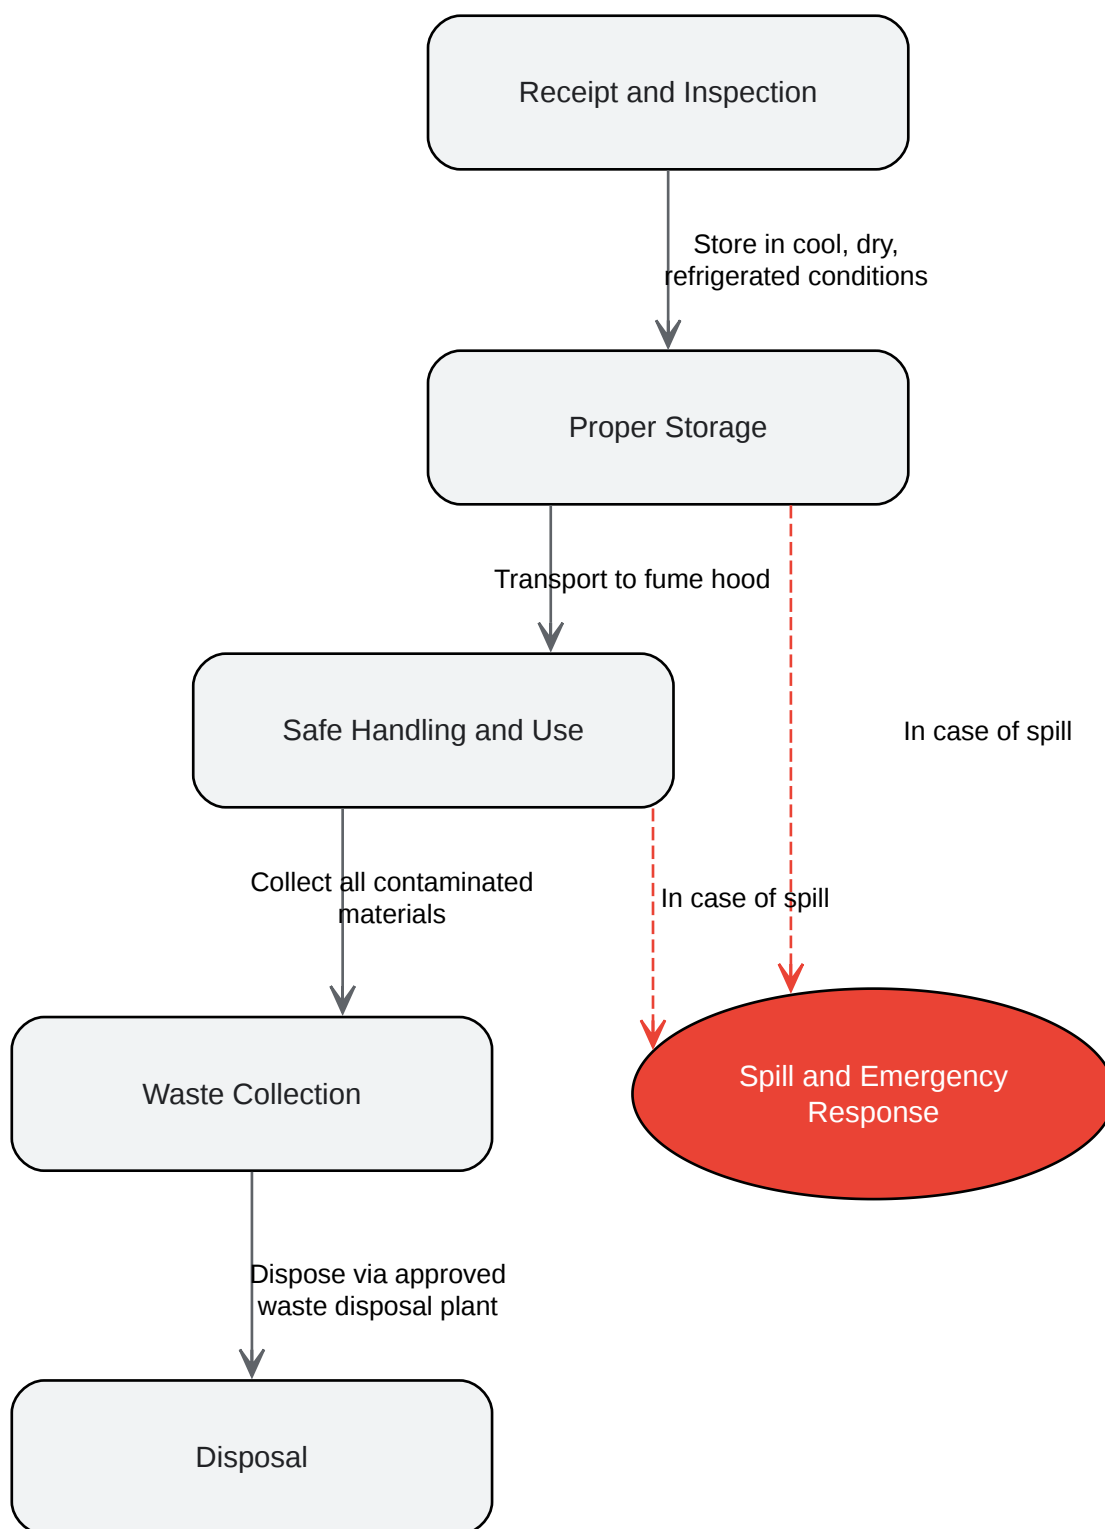 Receipt and Inspection
Store in cool, dry,
refrigerated conditions
Proper Storage
Transport to fume hood
Safe Handling and Use
In case of spill
Collect all contaminated
materials
In case of spill
Waste Collection
Spill and Emergency
Response
Dispose via approved
waste disposal plant
Disposal